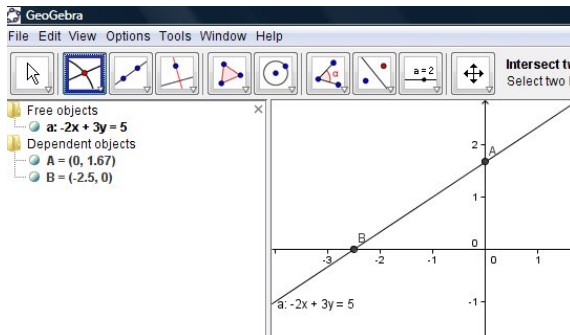 GeoGebra
File Edit View Options Tools Window Help
α
a = 2
Intersect tw
Select two
Free objects
a: -2x + 3y = 5
Dependent objects
A = (0, 1.67)
B = (-2.5, 0)
2
A
1
B
0
-3 -2 -1 0 1
a: -2x + 3y = 5
-1